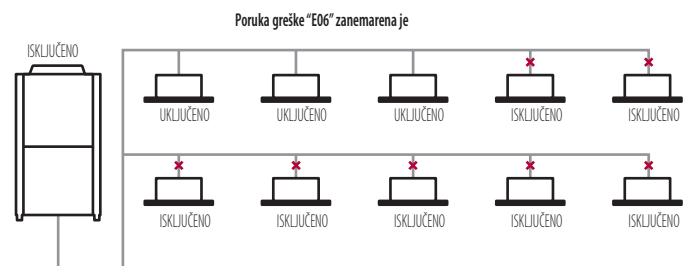 Poruka greške “E06” zanemarena je
ISKLJUČENO
UKLJUČENO UKLJUČENO UKLJUČENO ISKLJUČENO ISKLJUČENO
ISKLJUČENO ISKLJUČENO ISKLJUČENO ISKLJUČENO ISKLJUČENO